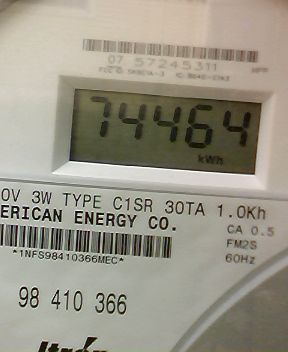 07 57245311
74464
kWh
0V 3W TYPE C1SR 30TA 1.0Kh
ERICAN ENERGY CO.
CA 0.5
FM2S
*1NFS98410366MEC*
60Hz
98 410 366
Itron